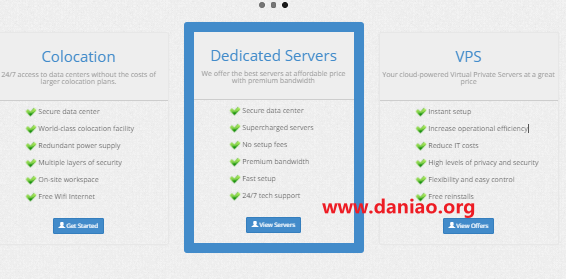 Colocation
24/7 access to data centers without the costs of
larger colocation plans.
Secure data center
World-class colocation facility
Redundant power supply
Multiple layers of security
On-site workspace
Free Wifi Internet
Get Started
Dedicated Servers
We offer the best servers at affordable price
with premium bandwidth
Secure data center
Supercharged servers
No setup fees
Premium bandwidth
Fast setup
24/7 tech support
View Servers
VPS
Your cloud-powered Virtual Private Servers at a great
price
Instant setup
Increase operational efficiency
Reduce IT costs
High levels of privacy and security
Flexibility and easy control
Free reinstalls
View Offers
www.daniao.org